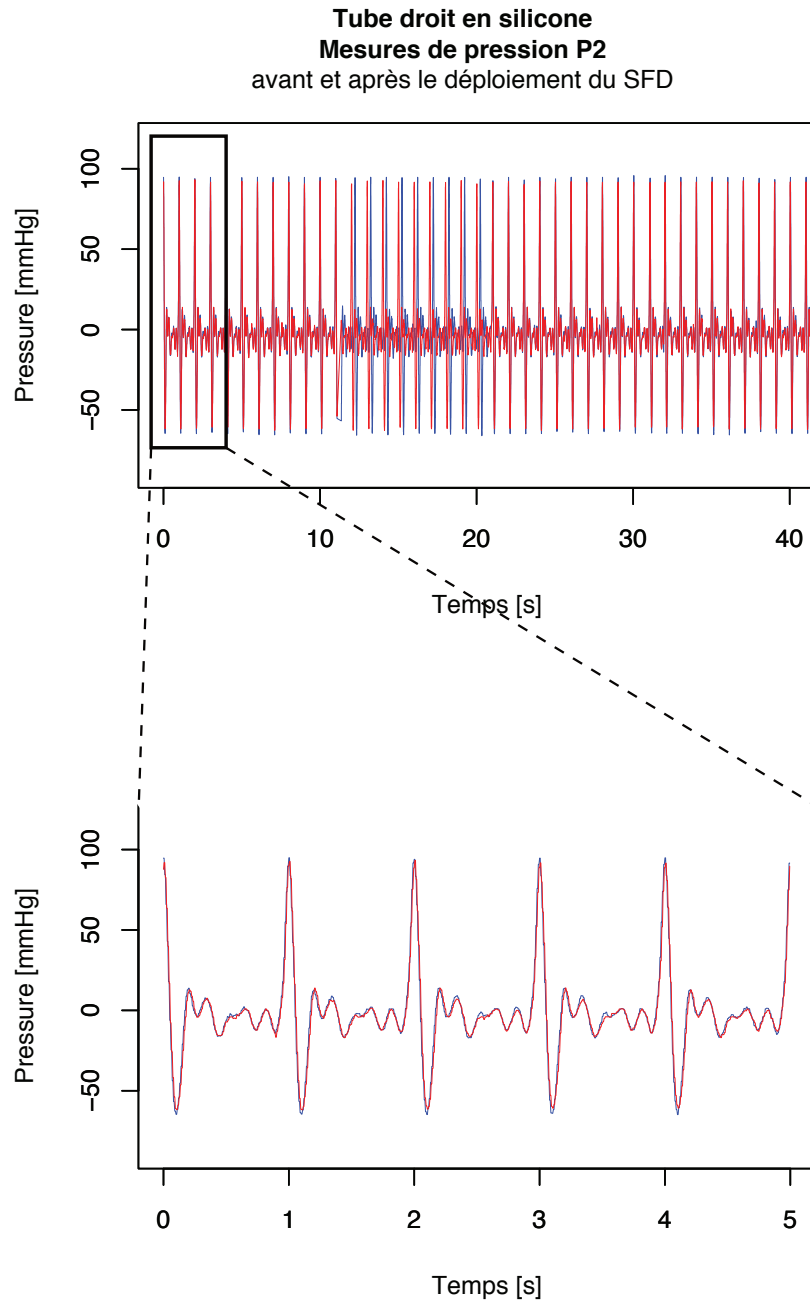 Tube droit en silicone
Mesures de pression P2
avant et après le déploiement du SFD
Pressure [mmHg]
100
50
0
−50
0 10 20 30 40
Temps [s]
Pressure [mmHg]
100
50
0
−50
0 1 2 3 4 5
Temps [s]